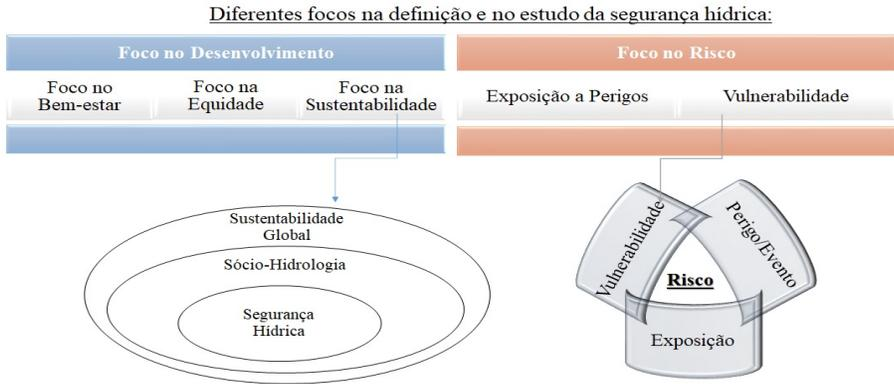 Diferentes focos na definição e no estudo da segurança hídrica:
Foco no Desenvolvimento
Foco no Risco
Foco no
Bem-estar
Foco na
Equidade
Foco na
Sustentabilidade
Exposição a Perigos
Vulnerabilidade
Sustentabilidade
Global
Sócio-Hidrologia
Segurança
Hídrica
Vulnerabilidade
Perigo/Evento
Risco
Exposição